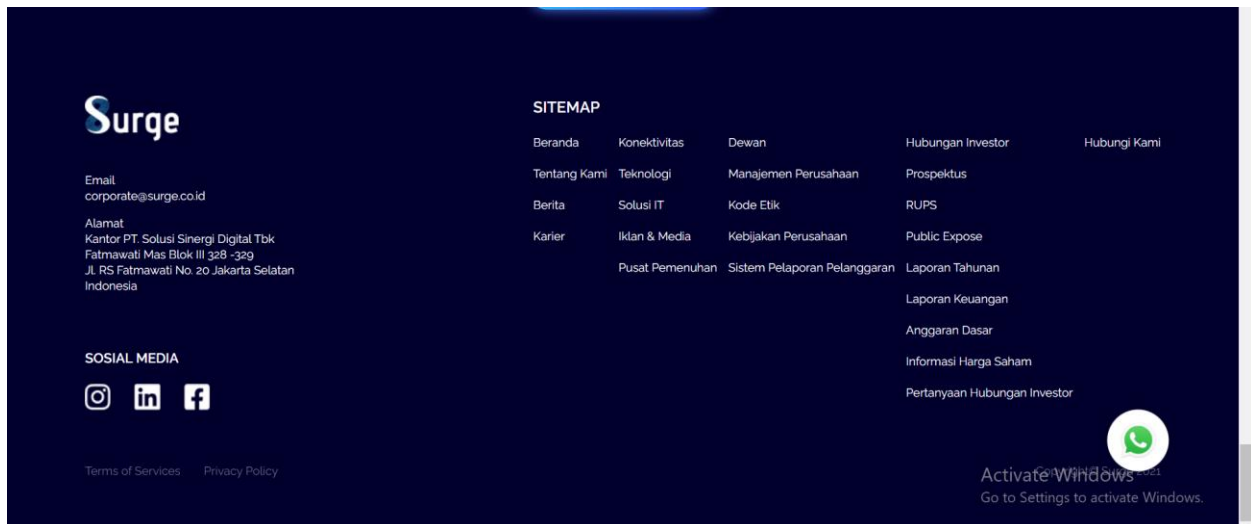 Surge
Email
corporate@surge.co.id
Alamat
Kantor PT. Solusi Sinergi Digital Tbk
Fatmawati Mas Blok III 328 -329
Jl. RS Fatmawati No. 20 Jakarta Selatan
Indonesia
SOSIAL MEDIA
Terms of Services Privacy Policy
SITEMAP
Beranda Konektivitas Dewan Hubungan Investor Hubungi Kami
Tentang Kami Teknologi Manajemen Perusahaan Prospektus
Berita Solusi IT Kode Etik RUPS
Karier Iklan & Media Kebijakan Perusahaan Public Expose
Pusat Pemenuhan Sistem Pelaporan Pelanggaran Laporan Tahunan
Laporan Keuangan
Anggaran Dasar
Informasi Harga Saham
Pertanyaan Hubungan Investor
Copyright© Surge 2021
Activate Windows
Go to Settings to activate Windows.